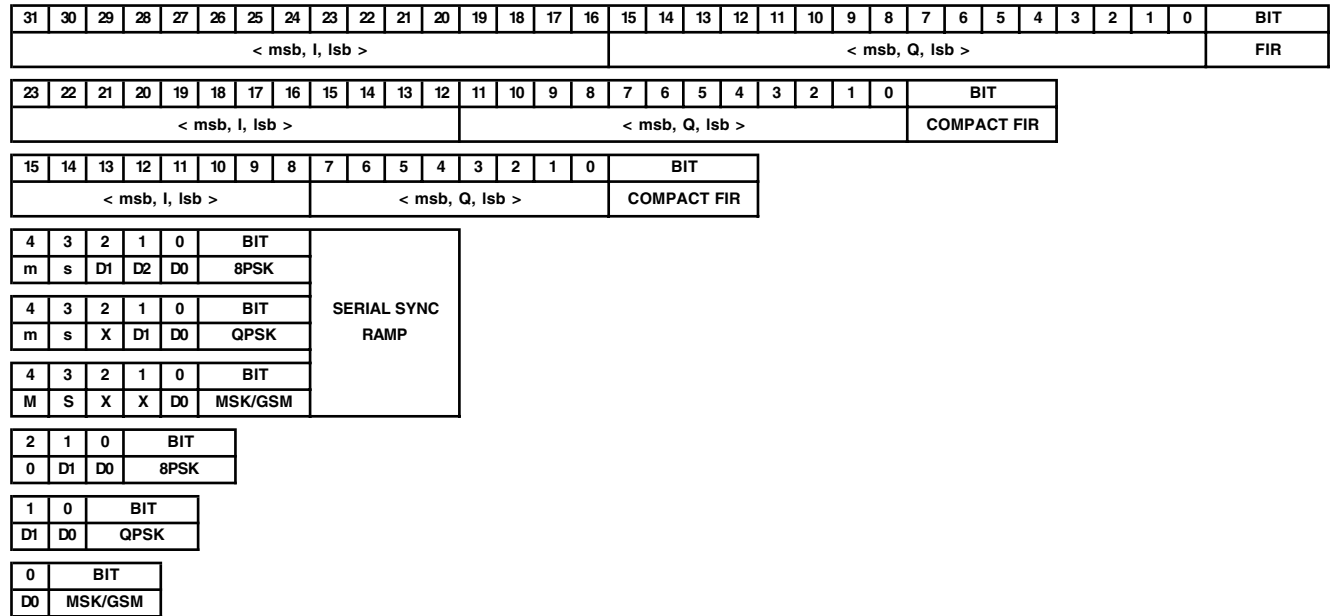 31 30 29 28 27 26 25 24 23 22 21 20 19 18 17 16 15 14 13 12 11 10 9 8 7 6 5 4 3 2 1 0 BIT
< msb, I, lsb > < msb, Q, lsb > FIR
23 22 21 20 19 18 17 16 15 14 13 12 11 10 9 8 7 6 5 4 3 2 1 0 BIT
< msb, I, lsb > < msb, Q, lsb > COMPACT FIR
15 14 13 12 11 10 9 8 7 6 5 4 3 2 1 0 BIT
< msb, I, lsb > < msb, Q, lsb > COMPACT FIR
4 3 2 1 0 BIT
m s D1 D2 D0 8PSK
4 3 2 1 0 BIT SERIAL SYNC
m s X D1 D0 QPSK RAMP
4 3 2 1 0 BIT
M S X X D0 MSK/GSM
2 1 0 BIT
0 D1 D0 8PSK
1 0 BIT
D1 D0 QPSK
0 BIT
D0 MSK/GSM